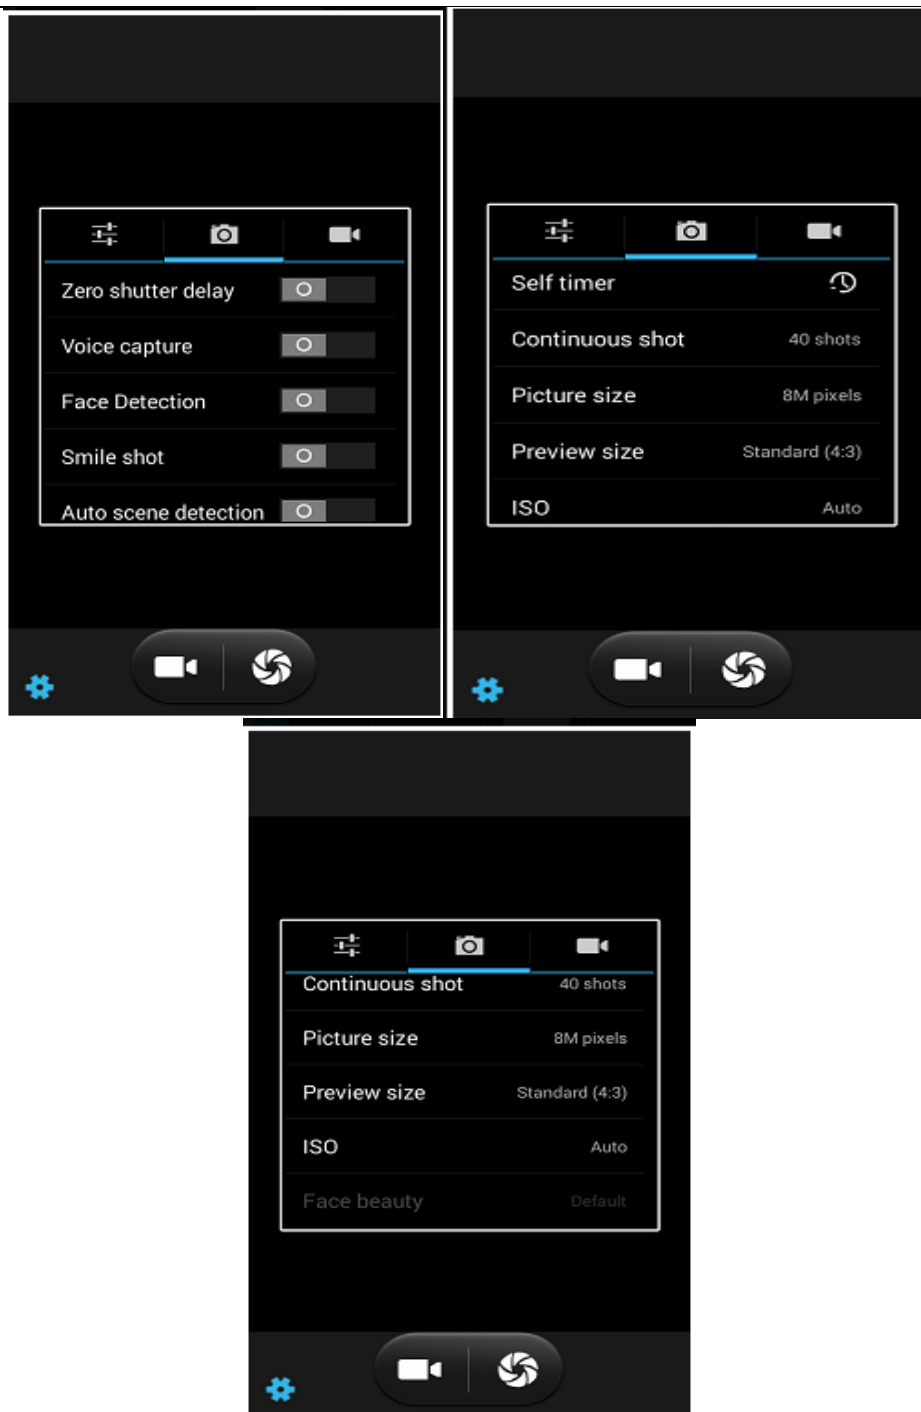 Zero shutter delay
Voice capture
Face Detection
Smile shot
Auto scene detection
Self timer
Continuous shot 40 shots
Picture size 8M pixels
Preview size Standard (4:3)
ISO Auto
Continuous shot 40 shots
Picture size 8M pixels
Preview size Standard (4:3)
ISO Auto
Face beauty Default